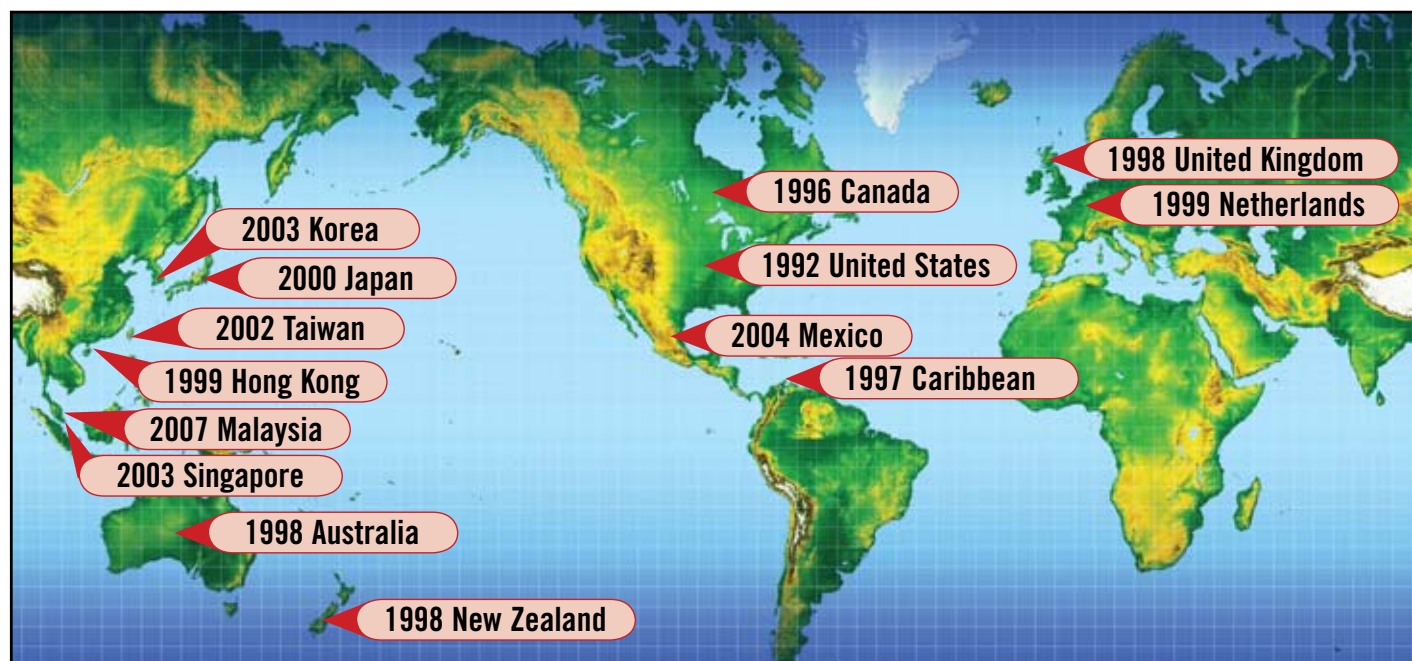 1998 United Kingdom
1996 Canada
1999 Netherlands
2003 Korea
1992 United States
2000 Japan
2002 Taiwan
2004 Mexico
1999 Hong Kong
1997 Caribbean
2007 Malaysia
2003 Singapore
1998 Australia
1998 New Zealand